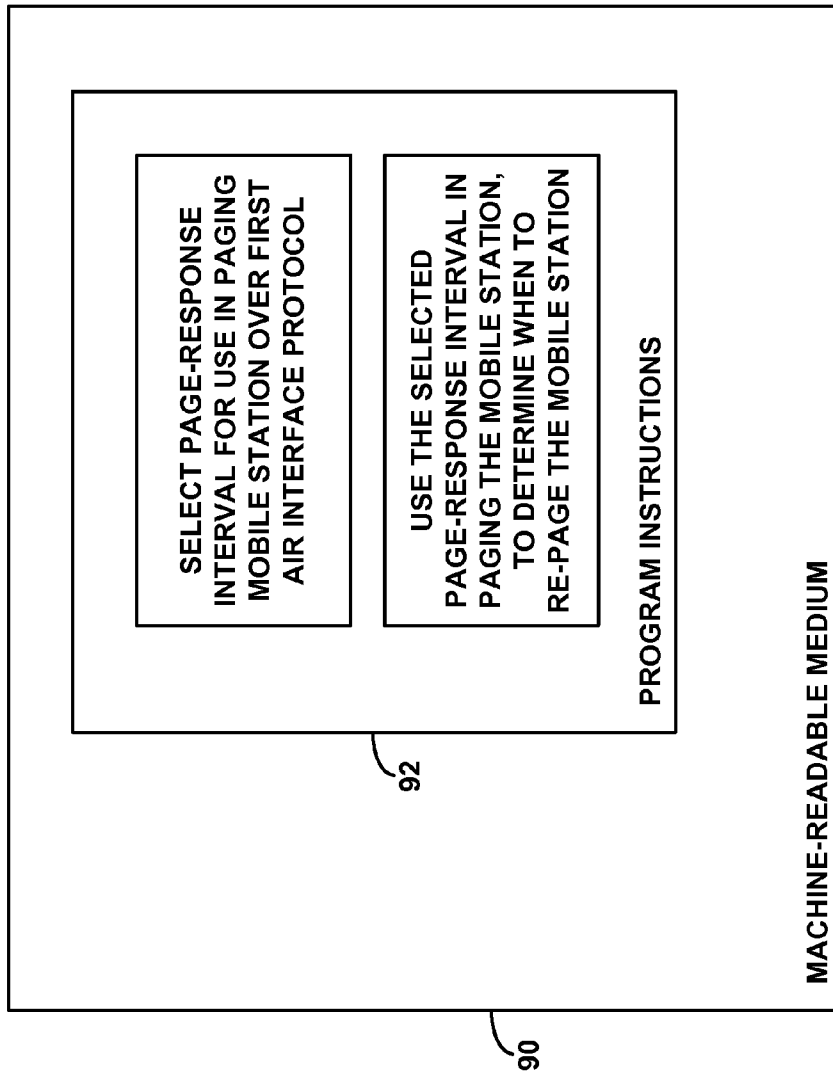 SELECT PAGE-RESPONSE
INTERVAL FOR USE IN PAGING
MOBILE STATION OVER FIRST
AIR INTERFACE PROTOCOL
USE THE SELECTED
PAGE-RESPONSE INTERVAL IN
PAGING THE MOBILE STATION,
TO DETERMINE WHEN TO
RE-PAGE THE MOBILE STATION
PROGRAM INSTRUCTIONS
92
MACHINE-READABLE MEDIUM
90